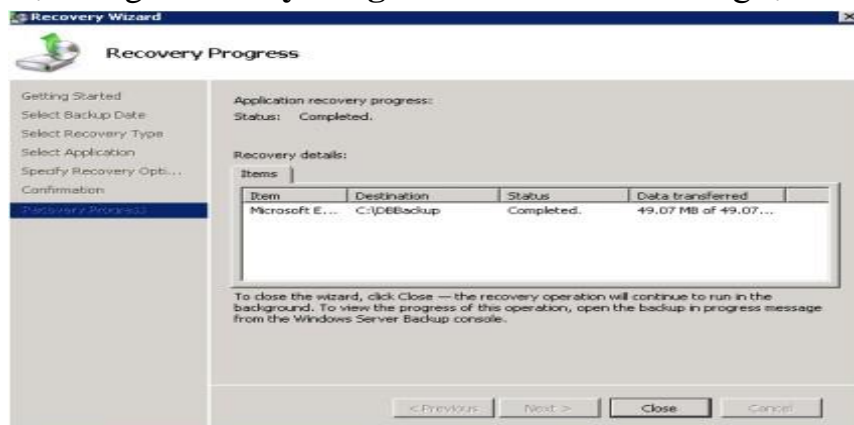 Recovery Wizard
Recovery Progress
Getting Started
Select Backup Date
Select Recovery Type
Select Application
Specify Recovery Opti...
Confirmation
Recovery Progress
Application recovery progress:
Status: Completed.
Recovery details:
Items
Item Destination Status Data transferred
Microsoft E... C:\DBBackup Completed. 49.07 MB of 49.07...
To close the wizard, click Close — the recovery operation will continue to run in the
background. To view the progress of this operation, open the backup in progress message
from the Windows Server Backup console.
< Previous Next > Close Cancel